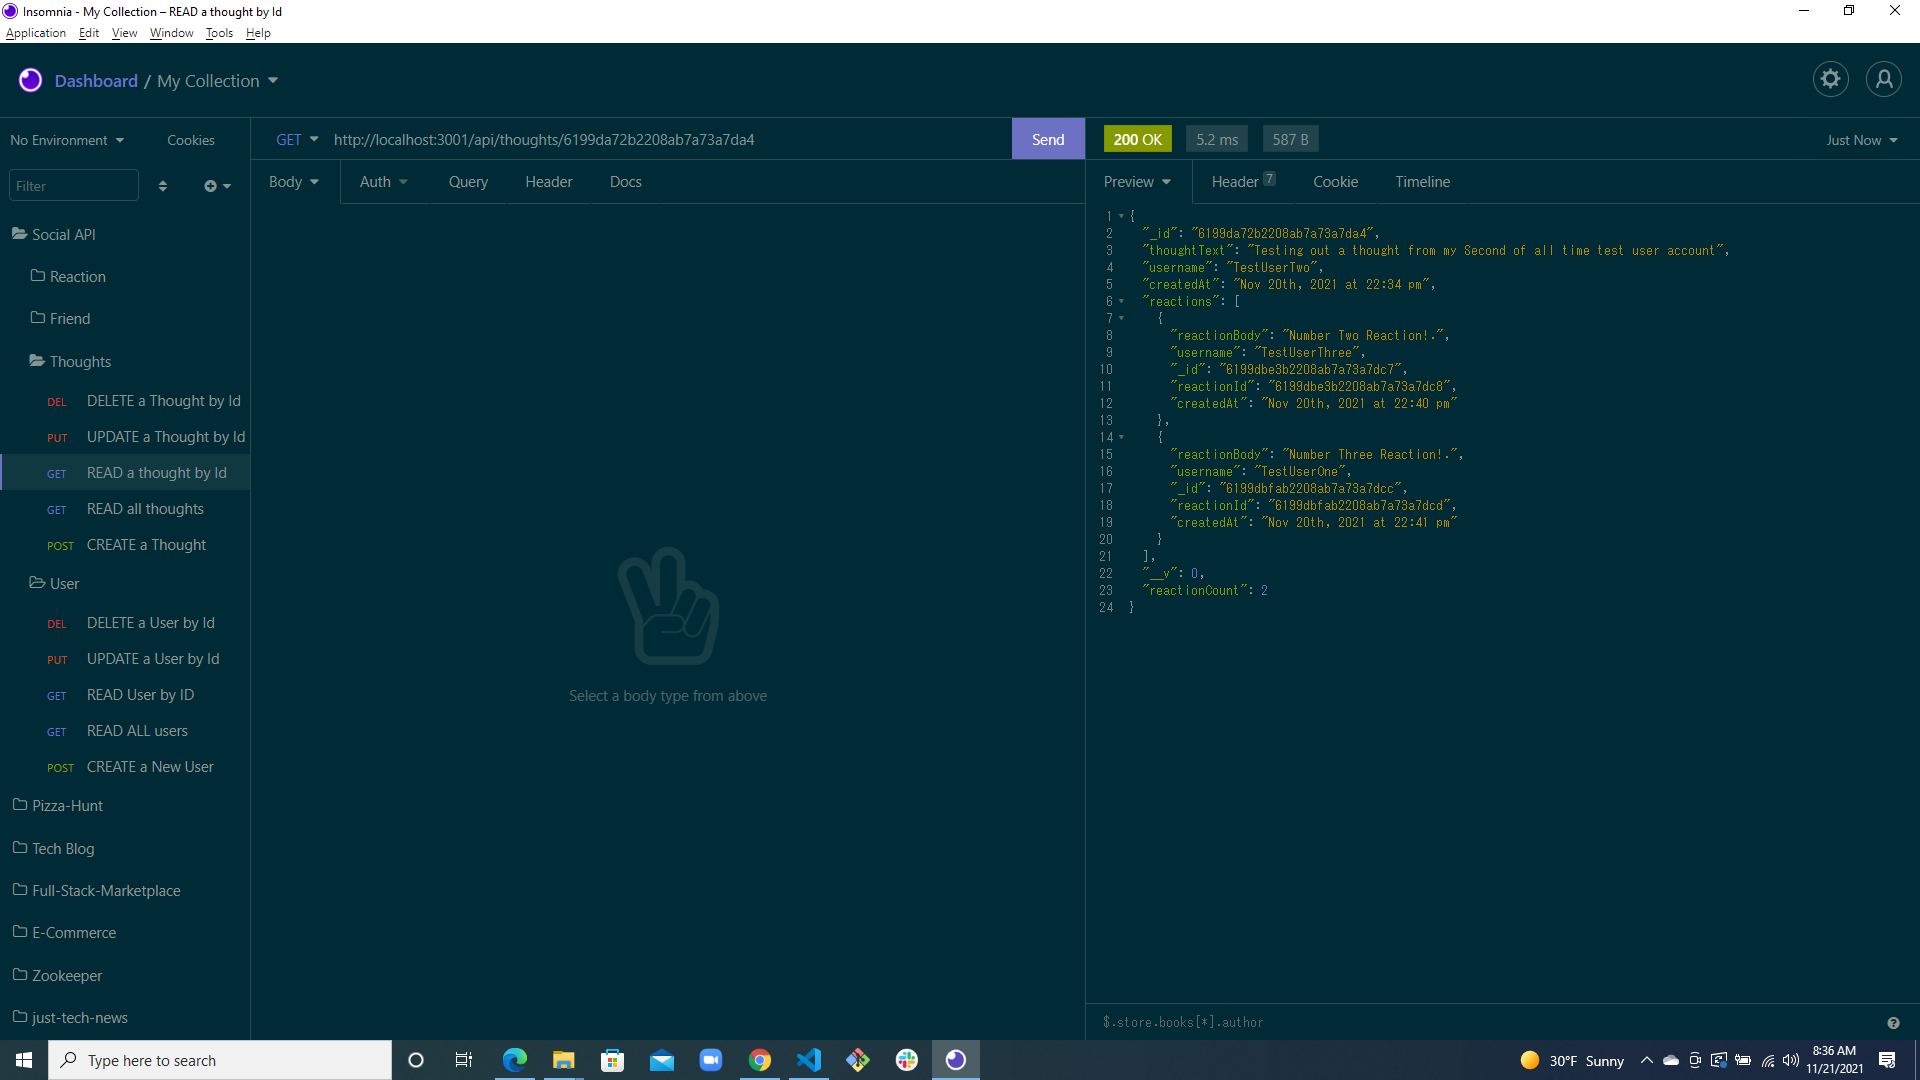 Insomnia - My Collection – READ a thought by Id
Application Edit View Window Tools Help
Dashboard / My Collection
No Environment Cookies
GET http://localhost:3001/api/thoughts/6199da72b2208ab7a73a7da4 Send
200 OK 5.2 ms 587 B Just Now
Filter
Body Auth Query Header Docs
Preview Header 7 Cookie Timeline
Social API
Reaction
Friend
Thoughts
DEL DELETE a Thought by Id
PUT UPDATE a Thought by Id
GET READ a thought by Id
GET READ all thoughts
POST CREATE a Thought
User
DEL DELETE a User by Id
PUT UPDATE a User by Id
GET READ User by ID
GET READ ALL users
POST CREATE a New User
Pizza-Hunt
Tech Blog
Full-Stack-Marketplace
E-Commerce
Zookeeper
just-tech-news
Select a body type from above
1 {
2 "_id": "6199da72b2208ab7a73a7da4",
3 "thoughtText": "Testing out a thought from my Second of all time test user account",
4 "username": "TestUserTwo",
5 "createdAt": "Nov 20th, 2021 at 22:34 pm",
6 "reactions": [
7 {
8 "reactionBody": "Number Two Reaction!.",
9 "username": "TestUserThree",
10 "_id": "6199dbe3b2208ab7a73a7dc7",
11 "reactionId": "6199dbe3b2208ab7a73a7dc8",
12 "createdAt": "Nov 20th, 2021 at 22:40 pm"
13 },
14 {
15 "reactionBody": "Number Three Reaction!.",
16 "username": "TestUserOne",
17 "_id": "6199dbfab2208ab7a73a7dcc",
18 "reactionId": "6199dbfab2208ab7a73a7dcd",
19 "createdAt": "Nov 20th, 2021 at 22:41 pm"
20 }
21 ],
22 "__v": 0,
23 "reactionCount": 2
24 }
$.store.books[*].author
Type here to search
30°F Sunny
8:36 AM
11/21/2021